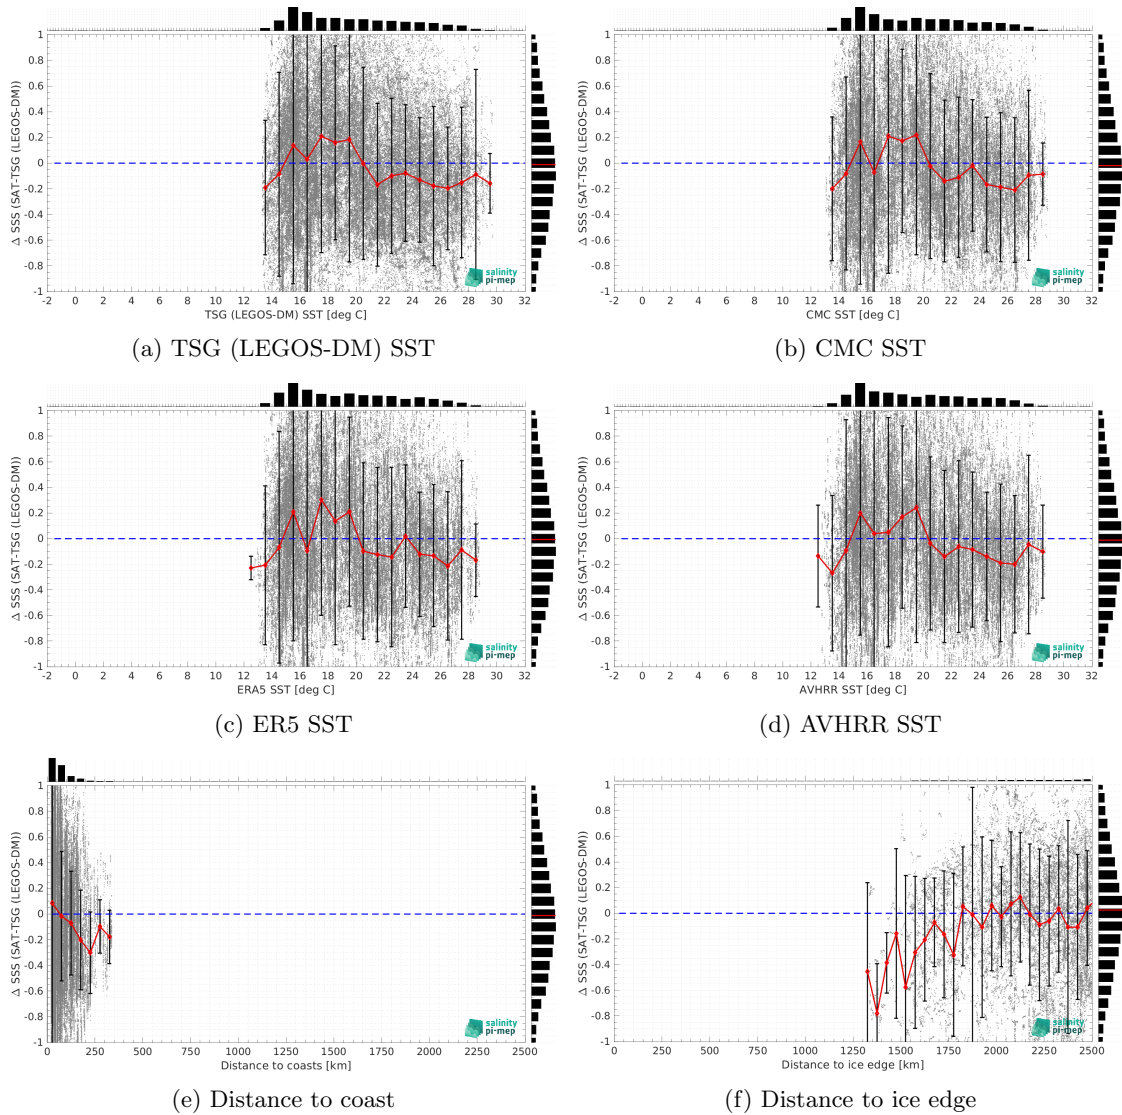 1
0.8
0.6
0.4
0.2
0
-0.2
-0.4
-0.6
-0.8
-1
Δ SSS (SAT-TSG (LEGOS-DM))
salinity
pi-mep
-2 0 2 4 6 8 10 12 14 16 18 20 22 24 26 28 30 32
TSG (LEGOS-DM) SST [deg C]
(a) TSG (LEGOS-DM) SST
1
0.8
0.6
0.4
0.2
0
-0.2
-0.4
-0.6
-0.8
-1
Δ SSS (SAT-TSG (LEGOS-DM))
salinity
pi-mep
-2 0 2 4 6 8 10 12 14 16 18 20 22 24 26 28 30 32
CMC SST [deg C]
(b) CMC SST
1
0.8
0.6
0.4
0.2
0
-0.2
-0.4
-0.6
-0.8
-1
Δ SSS (SAT-TSG (LEGOS-DM))
salinity
pi-mep
-2 0 2 4 6 8 10 12 14 16 18 20 22 24 26 28 30 32
ERA5 SST [deg C]
(c) ER5 SST
1
0.8
0.6
0.4
0.2
0
-0.2
-0.4
-0.6
-0.8
-1
Δ SSS (SAT-TSG (LEGOS-DM))
salinity
pi-mep
-2 0 2 4 6 8 10 12 14 16 18 20 22 24 26 28 30 32
AVHRR SST [deg C]
(d) AVHRR SST
1
0.8
0.6
0.4
0.2
0
-0.2
-0.4
-0.6
-0.8
-1
Δ SSS (SAT-TSG (LEGOS-DM))
salinity
pi-mep
0 250 500 750 1000 1250 1500 1750 2000 2250 2500
Distance to coasts [km]
(e) Distance to coast
1
0.8
0.6
0.4
0.2
0
-0.2
-0.4
-0.6
-0.8
-1
Δ SSS (SAT-TSG (LEGOS-DM))
salinity
pi-mep
0 250 500 750 1000 1250 1500 1750 2000 2250 2500
Distance to ice edge [km]
(f) Distance to ice edge